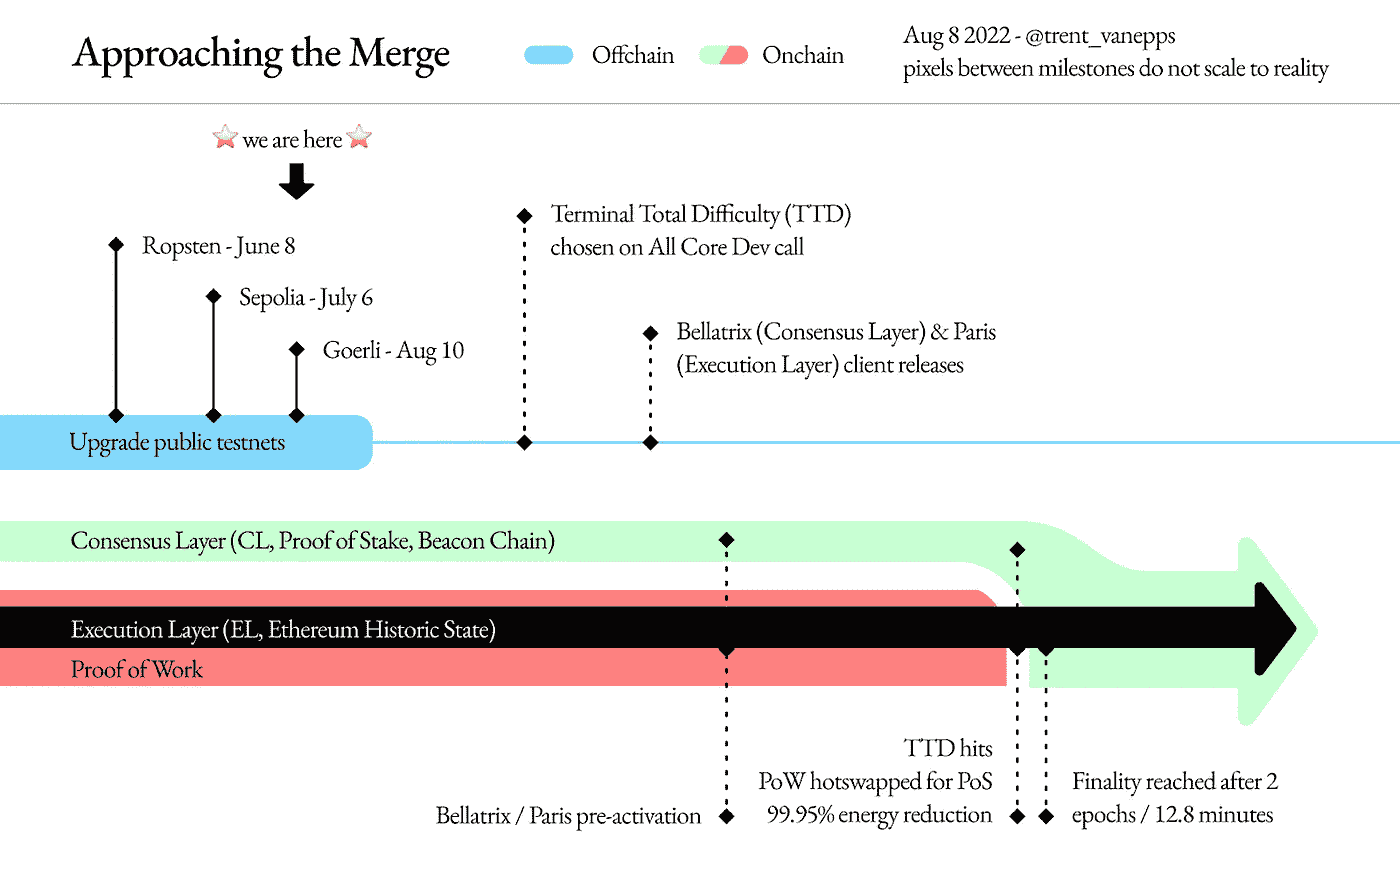 Approaching the Merge
Offchain
Onchain
Aug 8 2022 - @trent_vanepps
pixels between milestones do not scale to reality
we are here
Ropsten - June 8
Sepolia - July 6
Goerli - Aug 10
Terminal Total Difficulty (TTD)
chosen on All Core Dev call
Bellatrix (Consensus Layer) & Paris
(Execution Layer) client releases
Upgrade public testnets
Consensus Layer (CL, Proof of Stake, Beacon Chain)
Execution Layer (EL, Ethereum Historic State)
Proof of Work
Bellatrix / Paris pre-activation
TTD hits
PoW hotswapped for PoS
99.95% energy reduction
Finality reached after 2
epochs / 12.8 minutes